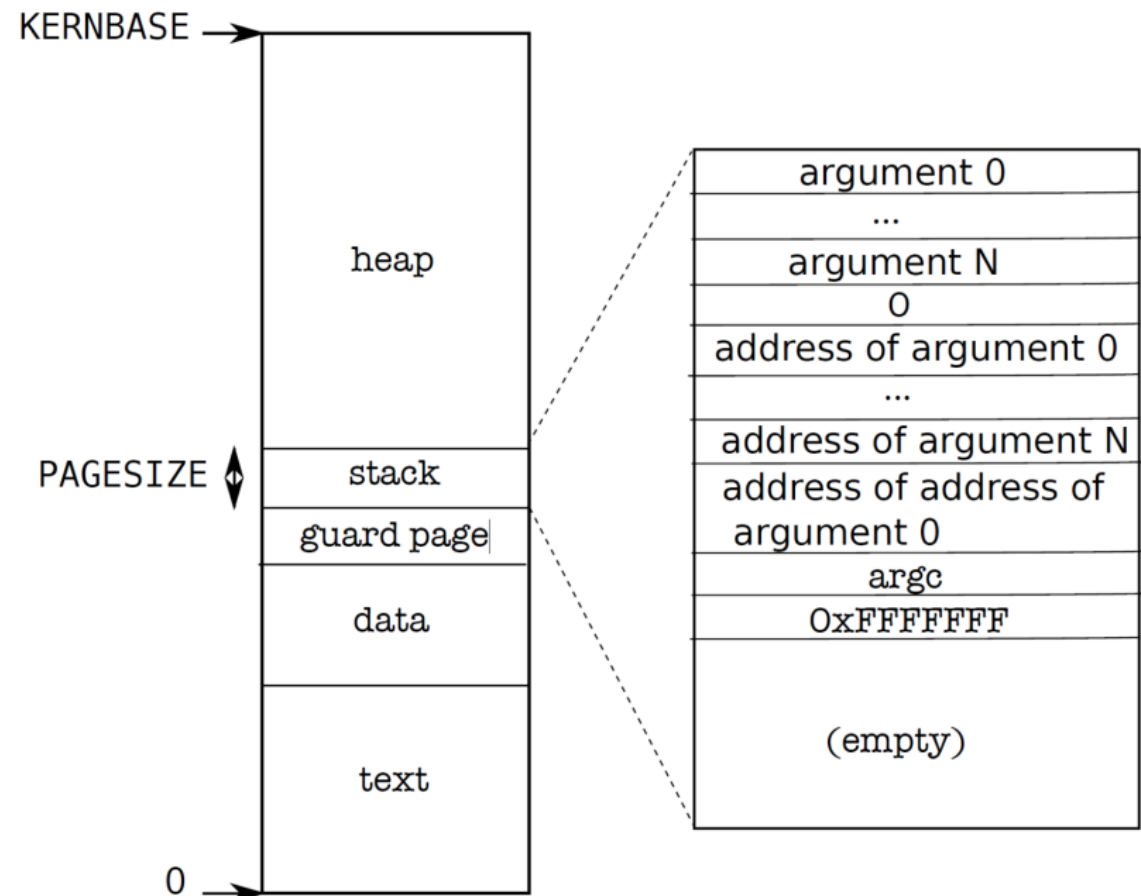 KERNBASE
heap
PAGESIZE
stack
guard page
data
text
0
argument 0
...
argument N
0
address of argument 0
...
address of argument N
address of address of
argument 0
argc
0xFFFFFFF
(empty)